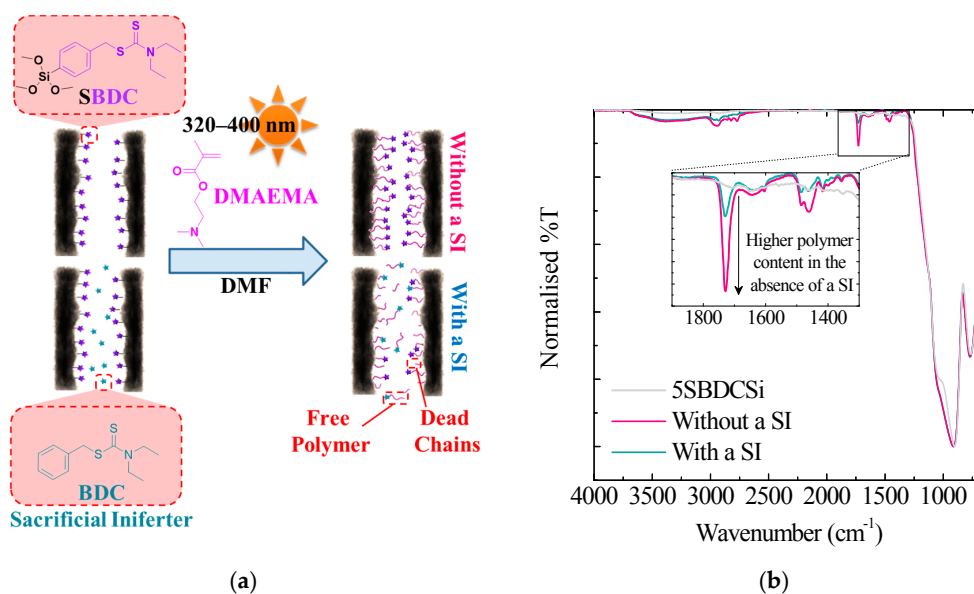 S
S
N
O
Si
O
O
SBDC
320–400 nm
O
O
DMAEMA
N
DMF
Without a SI
With a SI
Free
Polymer
Dead
Chains
S
S
N
BDC
Sacrificial Iniferter
(a)
Normalised %T
Higher polymer
content in the
absence of a SI
1800 1600 1400
5SBDCSi
Without a SI
With a SI
4000 3500 3000 2500 2000 1500 1000
Wavenumber (cm⁻¹)
(b)